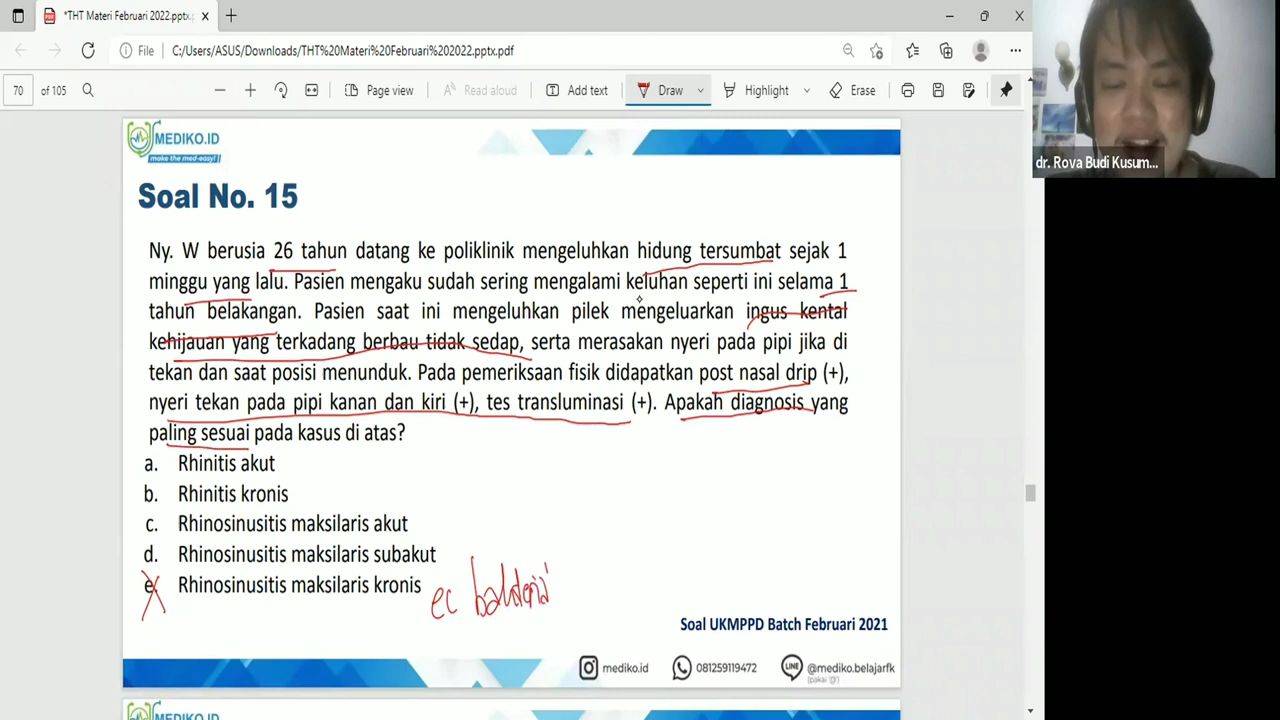 *THT Materi Februari 2022.pptx.p
File
C:/Users/ASUS/Downloads/THT%20Materi%20Februari%202022.pptx.pdf
70 of 105
Page view
Read aloud
Add text
Draw
Highlight
Erase
dr. Rova Budi Kusum...
MEDIKO.ID
make the med-easy!
Soal No. 15
Ny. W berusia 26 tahun datang ke poliklinik mengeluhkan hidung tersumbat sejak 1
minggu yang lalu. Pasien mengaku sudah sering mengalami keluhan seperti ini selama 1
tahun belakangan. Pasien saat ini mengeluhkan pilek mengeluarkan ingus kental
kehijauan yang terkadang berbau tidak sedap, serta merasakan nyeri pada pipi jika di
tekan dan saat posisi menunduk. Pada pemeriksaan fisik didapatkan post nasal drip (+),
nyeri tekan pada pipi kanan dan kiri (+), tes transluminasi (+). Apakah diagnosis yang
paling sesuai pada kasus di atas?
a. Rhinitis akut
b. Rhinitis kronis
c. Rhinosinusitis maksilaris akut
d. Rhinosinusitis maksilaris subakut
e. Rhinosinusitis maksilaris kronis ec bakteri
Soal UKMPPD Batch Februari 2021
mediko.id
081259119472
LINE
@mediko.belajarfk
(pakai '@')
MEDIKO.ID